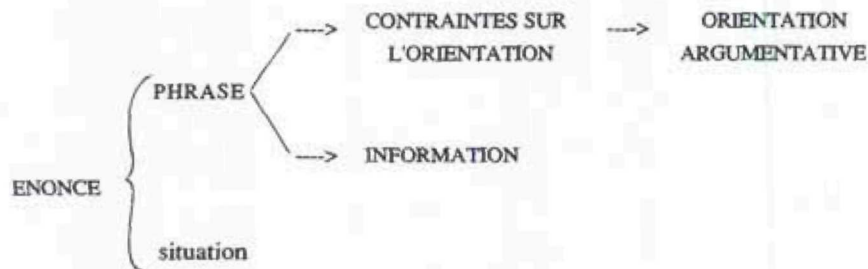 ----> CONTRAINTES SUR L'ORIENTATION ----> ORIENTATION ARGUMENTATIVE
PHRASE
----> INFORMATION
ENONCE
situation